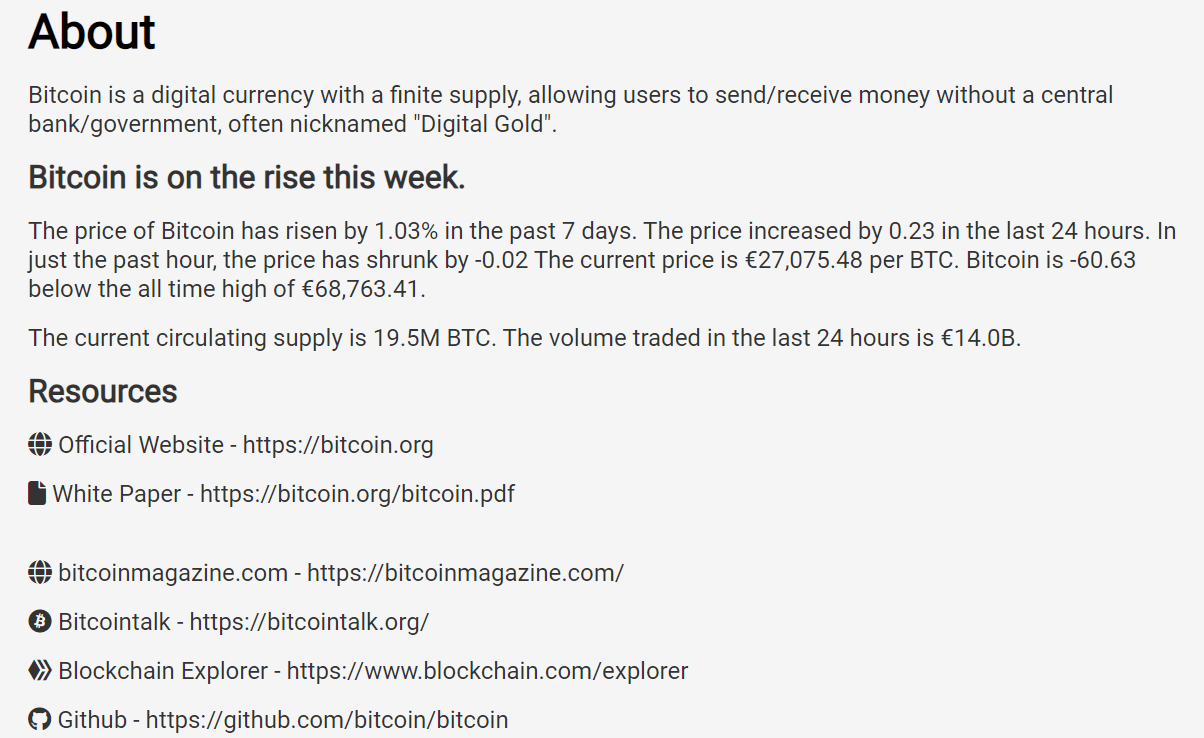 About
Bitcoin is a digital currency with a finite supply, allowing users to send/receive money without a central
bank/government, often nicknamed "Digital Gold".
Bitcoin is on the rise this week.
The price of Bitcoin has risen by 1.03% in the past 7 days. The price increased by 0.23 in the last 24 hours. In
just the past hour, the price has shrunk by -0.02 The current price is €27,075.48 per BTC. Bitcoin is -60.63
below the all time high of €68,763.41.
The current circulating supply is 19.5M BTC. The volume traded in the last 24 hours is €14.0B.
Resources
Official Website - https://bitcoin.org
White Paper - https://bitcoin.org/bitcoin.pdf
bitcoinmagazine.com - https://bitcoinmagazine.com/
Bitcointalk - https://bitcointalk.org/
Blockchain Explorer - https://www.blockchain.com/explorer
Github - https://github.com/bitcoin/bitcoin